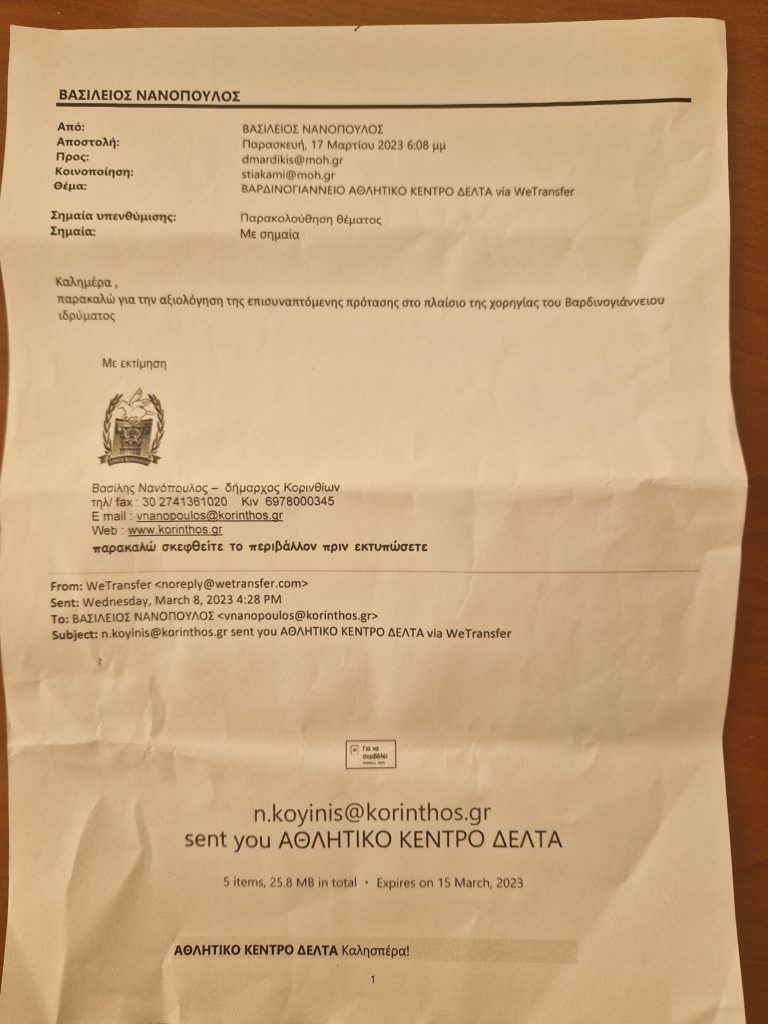 ΒΑΣΙΛΕΙΟΣ ΝΑΝΟΠΟΥΛΟΣ
Από: ΒΑΣΙΛΕΙΟΣ ΝΑΝΟΠΟΥΛΟΣ
Αποστολή: Παρασκευή, 17 Μαρτίου 2023 6:08 μμ
Προς: dmardikis@moh.gr
Κοινοποίηση: stiakami@moh.gr
Θέμα: ΒΑΡΔΙΝΟΓΙΑΝΝΕΙΟ ΑΘΛΗΤΙΚΟ ΚΕΝΤΡΟ ΔΕΛΤΑ via WeTransfer
Σημαία υπενθύμισης: Παρακολούθηση θέματος
Σημαία: Με σημαία
Καλημέρα ,
παρακαλώ για την αξιολόγηση της επισυναπτόμενης πρότασης στο πλαίσιο της χορηγίας του Βαρδινογιάννειου
ιδρύματος
Με εκτίμηση
Βασίλης Νανόπουλος – δήμαρχος Κορινθίων
τηλ/ fax : 30 2741361020 Κιν 6978000345
E mail : vnanopoulos@korinthos.gr
Web : www.korinthos.gr
παρακαλώ σκεφθείτε το περιβάλλον πριν εκτυπώσετε
From: WeTransfer <noreply@wetransfer.com>
Sent: Wednesday, March 8, 2023 4:28 PM
To: ΒΑΣΙΛΕΙΟΣ ΝΑΝΟΠΟΥΛΟΣ <vnanopoulos@korinthos.gr>
Subject: n.koyinis@korinthos.gr sent you ΑΘΛΗΤΙΚΟ ΚΕΝΤΡΟ ΔΕΛΤΑ via WeTransfer
Για να
συμβάλει
n.koyinis@korinthos.gr
sent you ΑΘΛΗΤΙΚΟ ΚΕΝΤΡΟ ΔΕΛΤΑ
5 items, 25.8 MB in total • Expires on 15 March, 2023
ΑΘΛΗΤΙΚΟ ΚΕΝΤΡΟ ΔΕΛΤΑ Καλησπέρα!
1